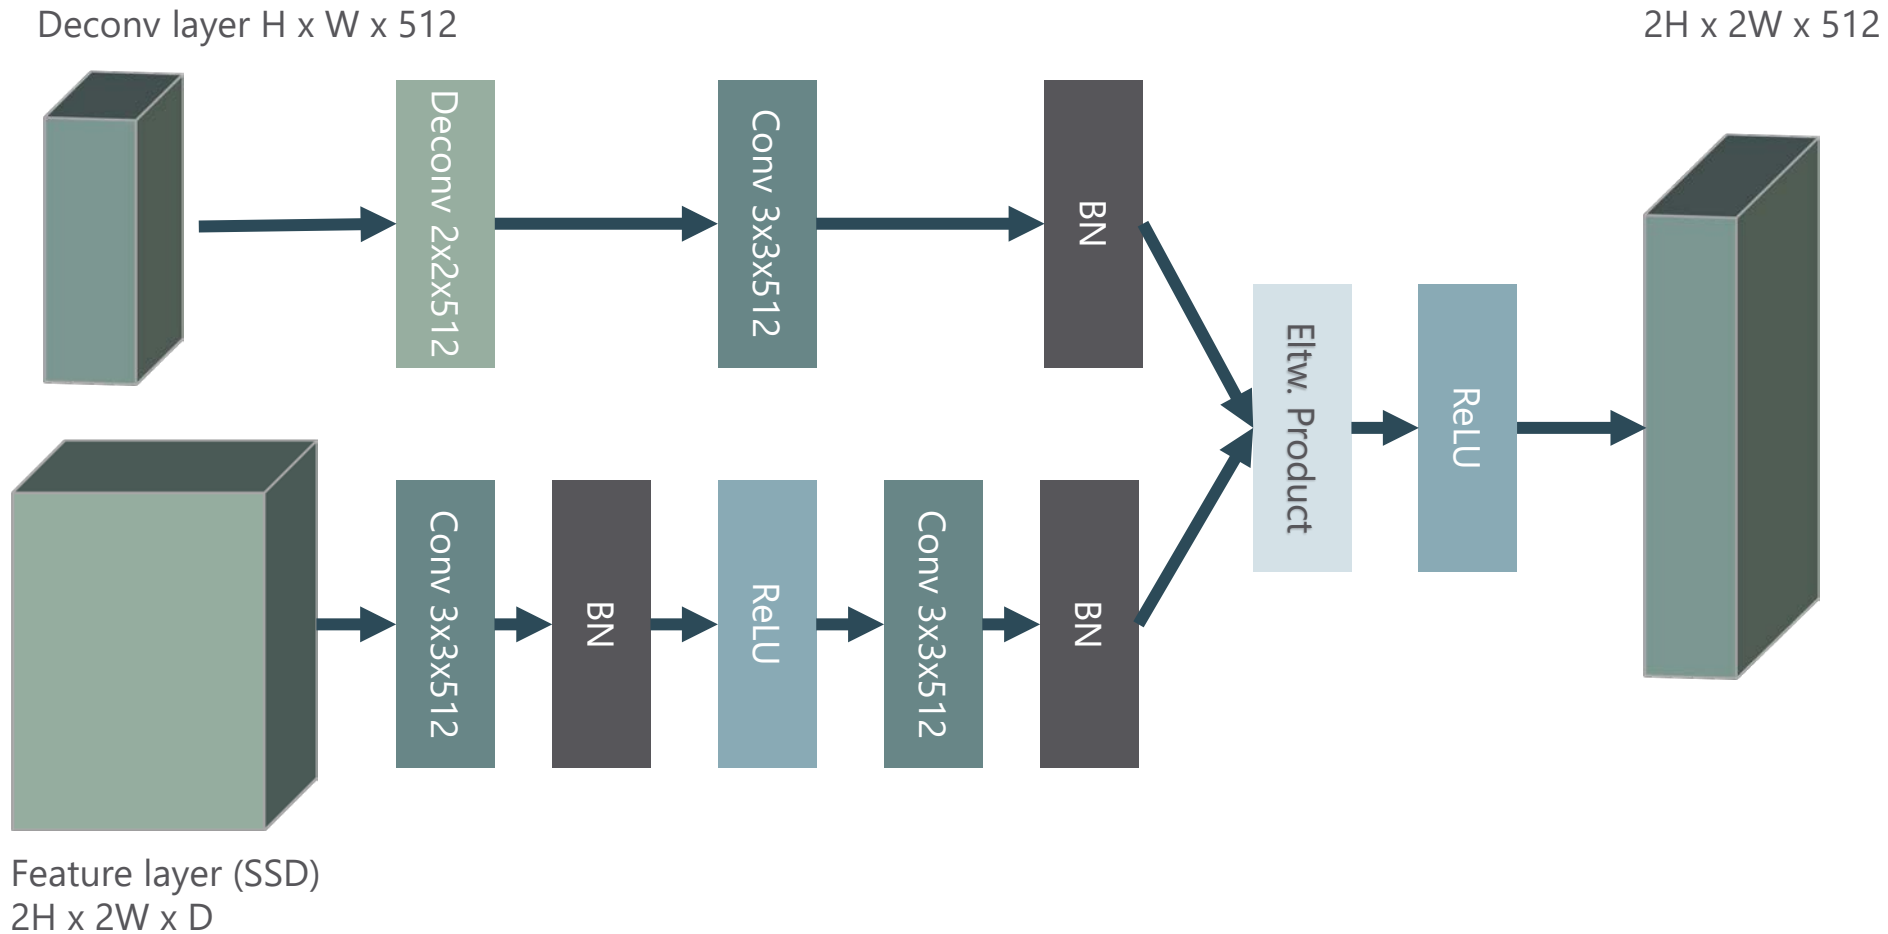 Deconv layer H x W x 512
2H x 2W x 512
Deconv 2x2x512
Conv 3x3x512
BN
Eltw. Product
ReLU
Conv 3x3x512
BN
ReLU
Conv 3x3x512
BN
Feature layer (SSD)
2H x 2W x D